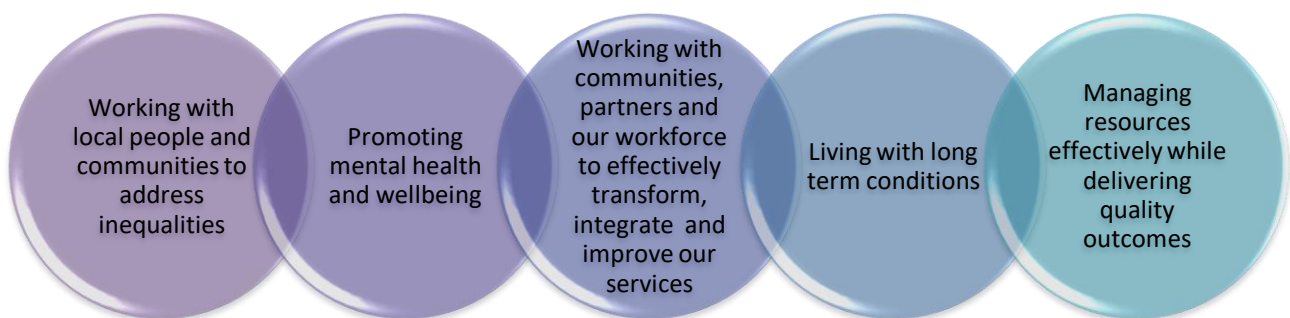 Working with
local people and
communities to
address
inequalities
Promoting
mental health
and wellbeing
Working with
communities,
partners and
our workforce
to effectively
transform,
integrate and
improve our
services
Living with long
term conditions
Managing
resources
effectively while
delivering
quality
outcomes